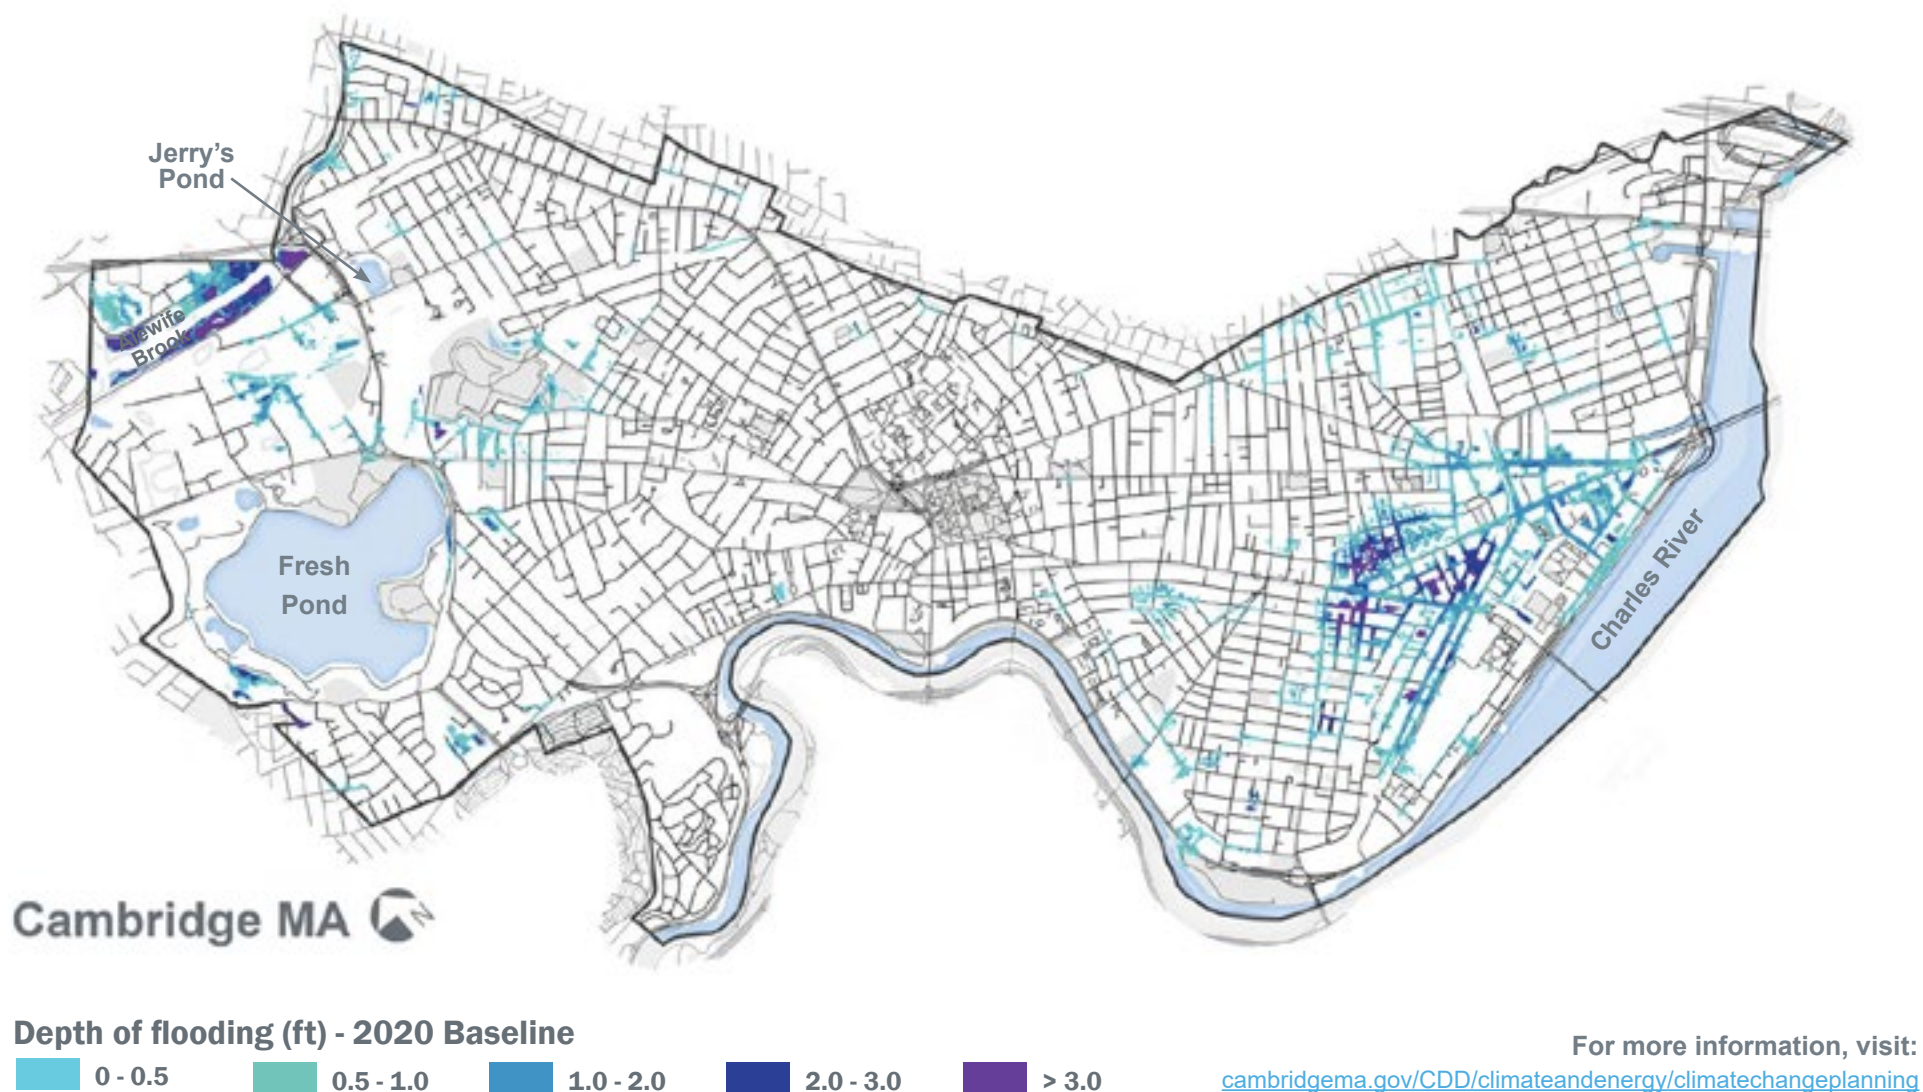 Jerry's
Pond
Alewife
Brook
Fresh
Pond
Charles River
Cambridge MA
N
Depth of flooding (ft) - 2020 Baseline
0 - 0.5
0.5 - 1.0
1.0 - 2.0
2.0 - 3.0
> 3.0
For more information, visit:
cambridgema.gov/CDD/climateandenergy/climatechangeplanning